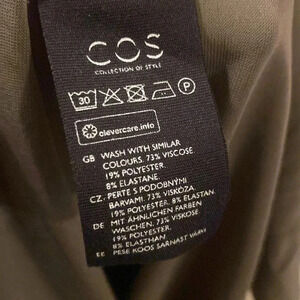 COS
COLLECTION OF STYLE
30
P
clevercare.info
GB WASH WITH SIMILAR
COLOURS. 73% VISCOSE
19% POLYESTER.
8% ELASTANE.
CZ PERTE S PODOBNÝMI
BARVAMI. 73% VISCOSE
19% POLYESTER. 8% ELASTAN
DE MIT ÄHNLICHEN FARBEN
WASCHEN. 73% VISKOSE
19% POLYESTER.
8% ELASTHAN
EE PESE KOOS SARNAST VÄRVI